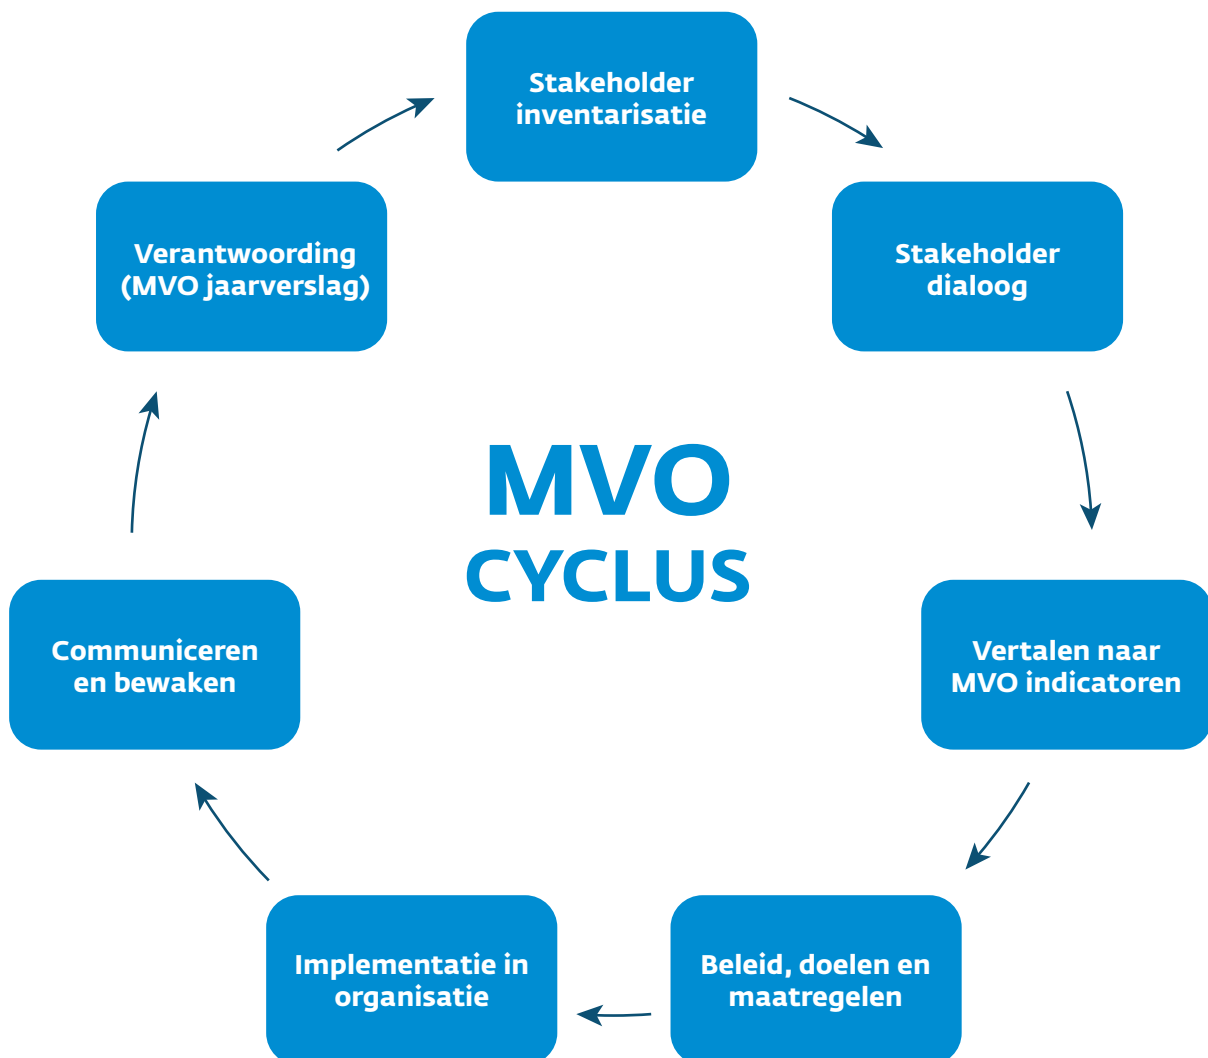 Stakeholder
inventarisatie
Stakeholder
dialoog
Vertalen naar
MVO indicatoren
Beleid, doelen en
maatregelen
Implementatie in
organisatie
Communiceren
en bewaken
Verantwoording
(MVO jaarverslag)
MVO
CYCLUS